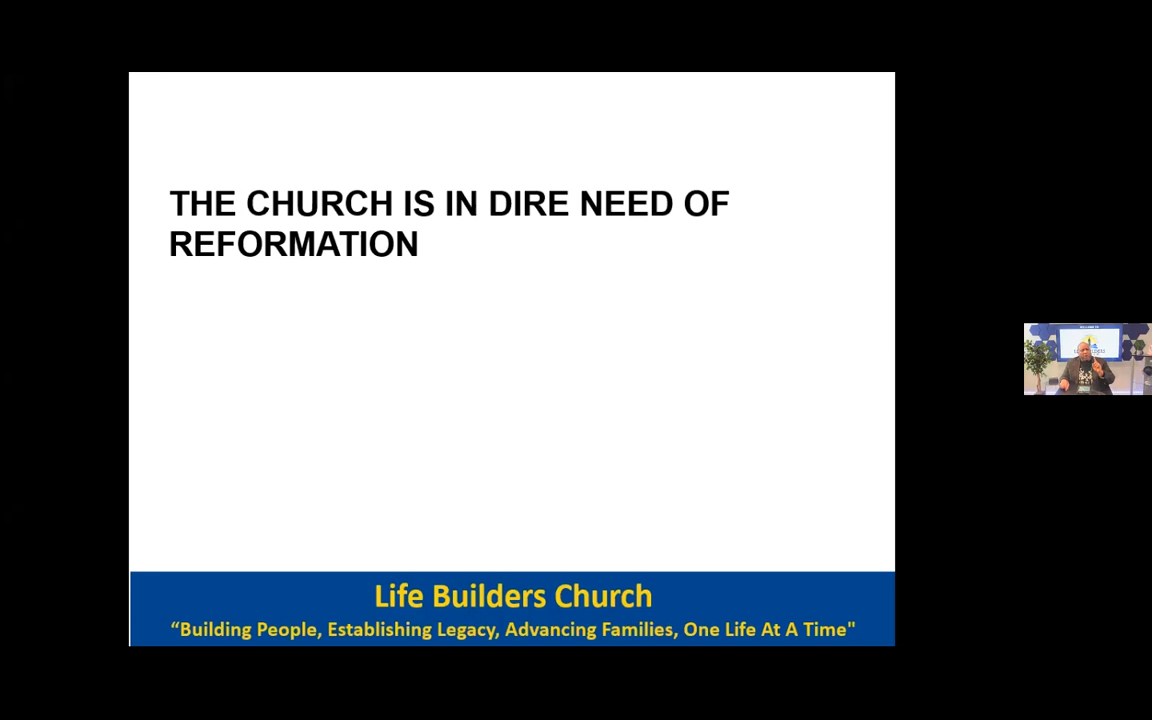 THE CHURCH IS IN DIRE NEED OF
REFORMATION
Life Builders Church
“Building People, Establishing Legacy, Advancing Families, One Life At A Time"